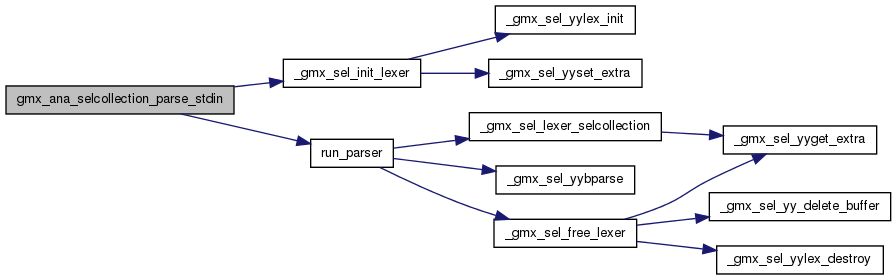 _gmx_sel_yylex_init
_gmx_sel_init_lexer
_gmx_sel_yyset_extra
gmx_ana_selcollection_parse_stdin
_gmx_sel_lexer_selcollection
_gmx_sel_yyget_extra
run_parser
_gmx_sel_yybparse
_gmx_sel_yy_delete_buffer
_gmx_sel_free_lexer
_gmx_sel_yylex_destroy